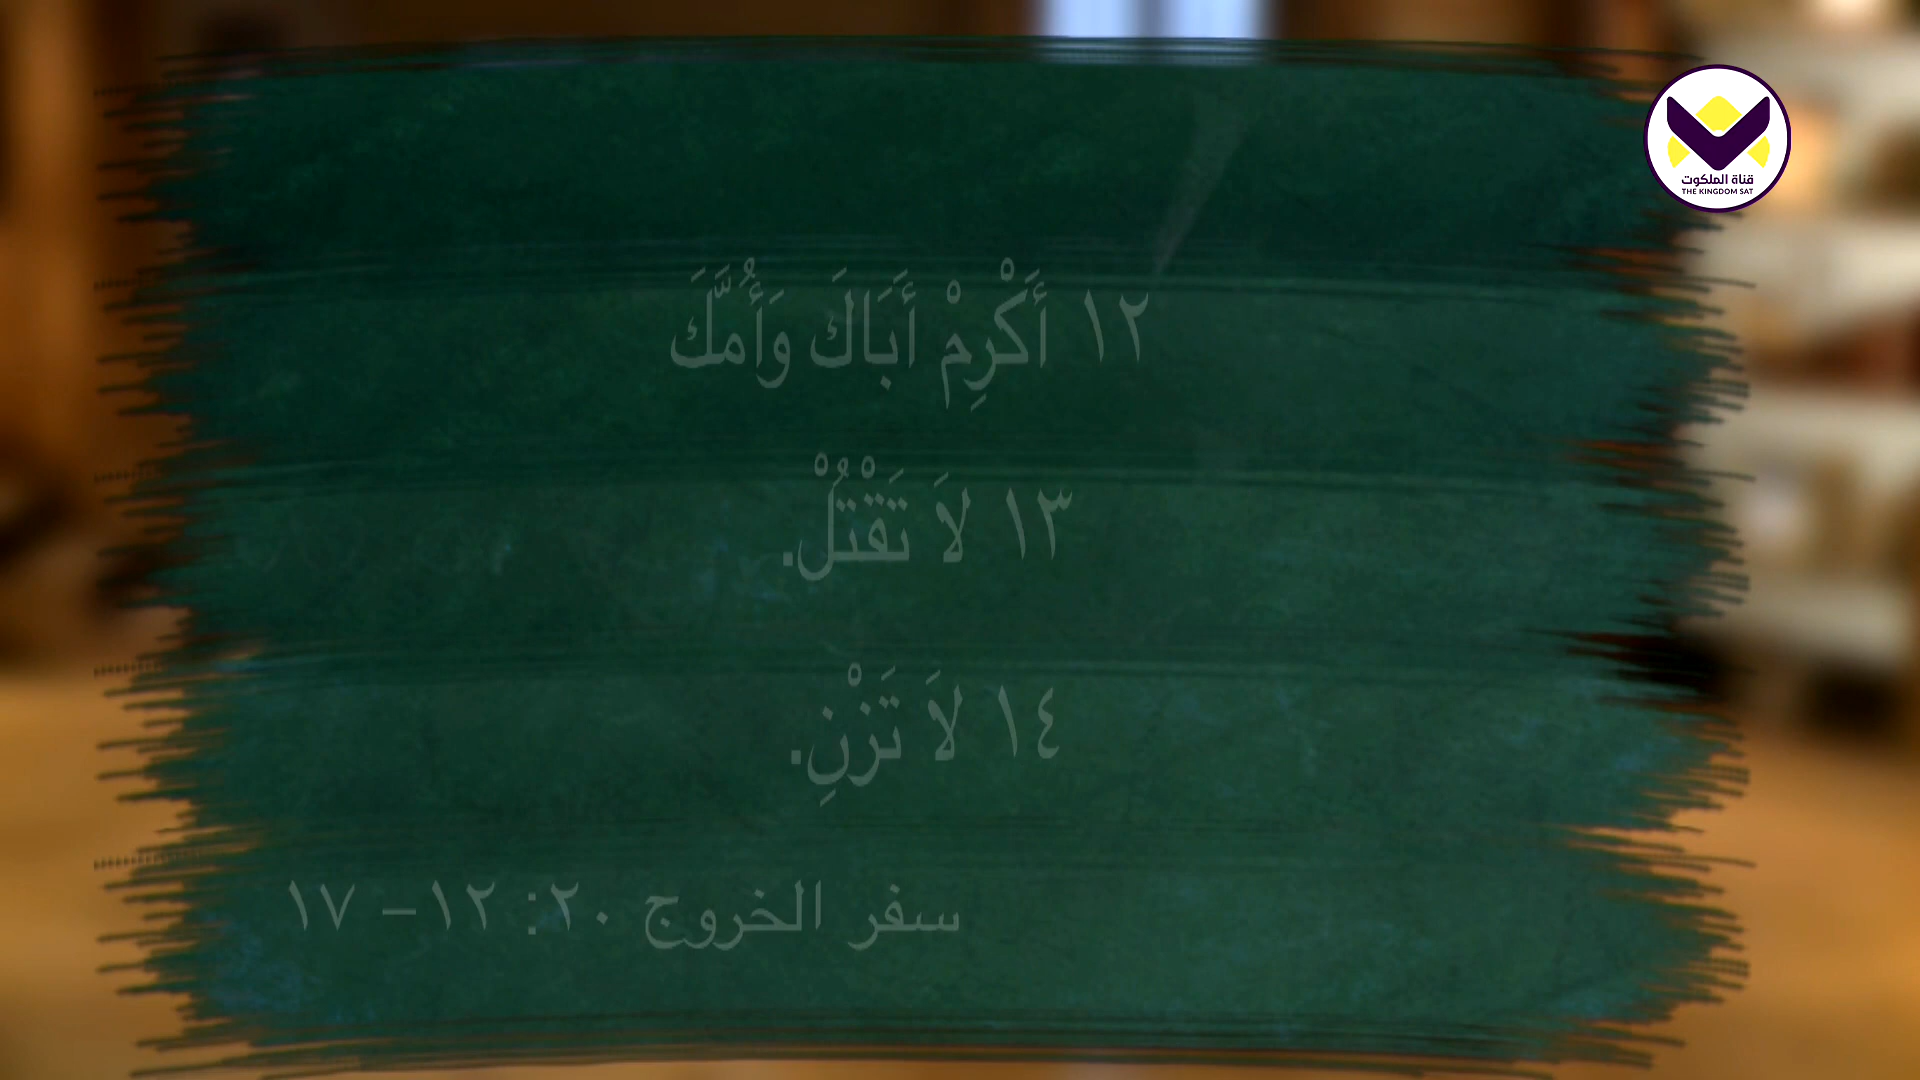 قناة الملكوت
THE KINGDOM SAT
١٢ أَكْرِمْ أَبَاكَ وَأُمَّكَ
١٣ لاَ تَقْتُلْ.
١٤ لاَ تَزْنِ.
سفر الخروج ٢٠: ١٢– ١٧